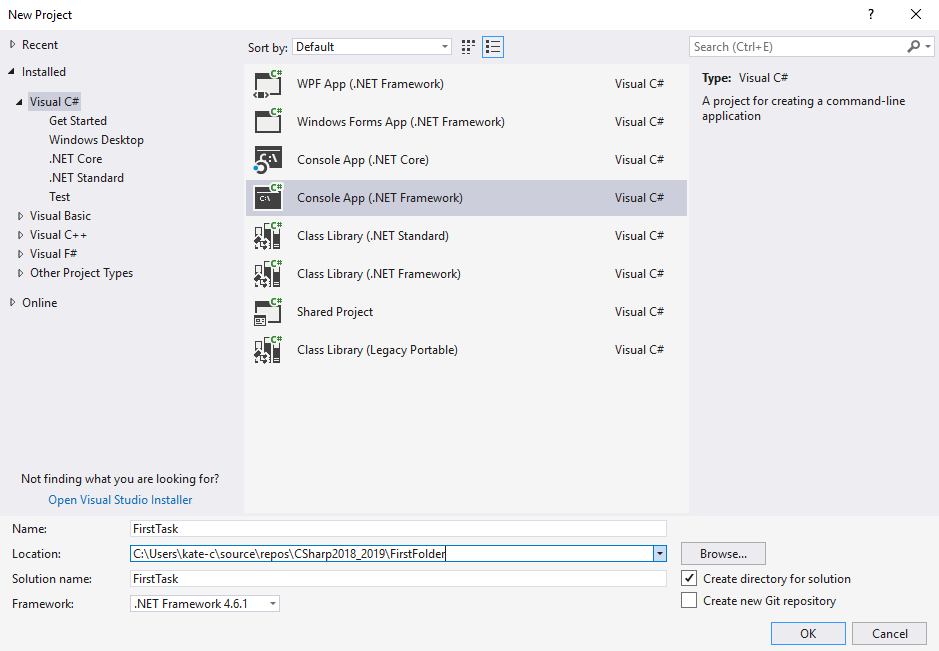 New Project
?
Recent
Installed
Visual C#
Get Started
Windows Desktop
.NET Core
.NET Standard
Test
Visual Basic
Visual C++
Visual F#
Other Project Types
Online
Not finding what you are looking for?
Open Visual Studio Installer
Sort by: Default
C# WPF App (.NET Framework) Visual C#
C# Windows Forms App (.NET Framework) Visual C#
C:\ Console App (.NET Core) Visual C#
C# C:\ Console App (.NET Framework) Visual C#
C# Class Library (.NET Standard) Visual C#
C# Class Library (.NET Framework) Visual C#
C# Shared Project Visual C#
C# Class Library (Legacy Portable) Visual C#
Search (Ctrl+E)
Type: Visual C#
A project for creating a command-line
application
Name: FirstTask
Location: C:\Users\kate-c\source\repos\CSharp2018_2019\FirstFolder Browse...
Solution name: FirstTask Create directory for solution
Framework: .NET Framework 4.6.1 Create new Git repository
OK Cancel